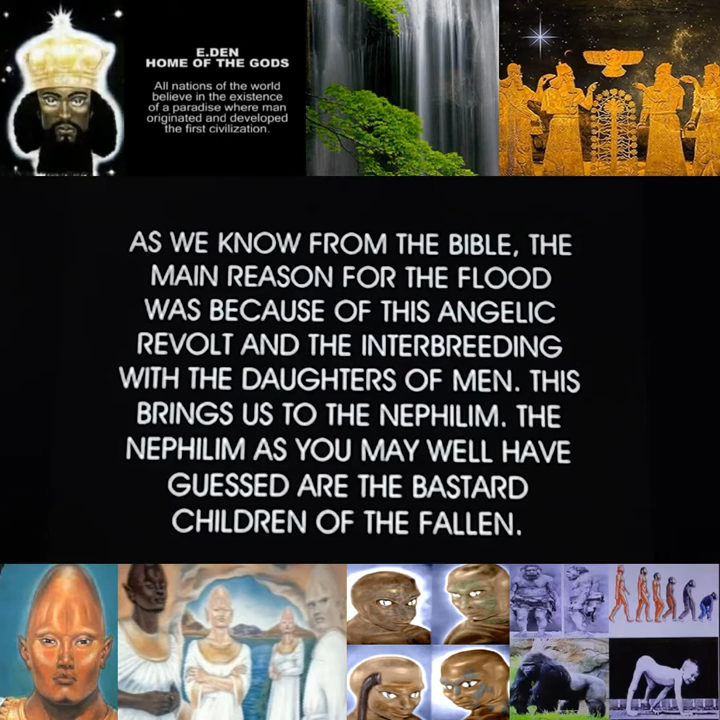 E.DEN
HOME OF THE GODS
All nations of the world
believe in the existence
of a paradise where man
originated and developed
the first civilization.
AS WE KNOW FROM THE BIBLE, THE
MAIN REASON FOR THE FLOOD
WAS BECAUSE OF THIS ANGELIC
REVOLT AND THE INTERBREEDING
WITH THE DAUGHTERS OF MEN. THIS
BRINGS US TO THE NEPHILIM. THE
NEPHILIM AS YOU MAY WELL HAVE
GUESSED ARE THE BASTARD
CHILDREN OF THE FALLEN.